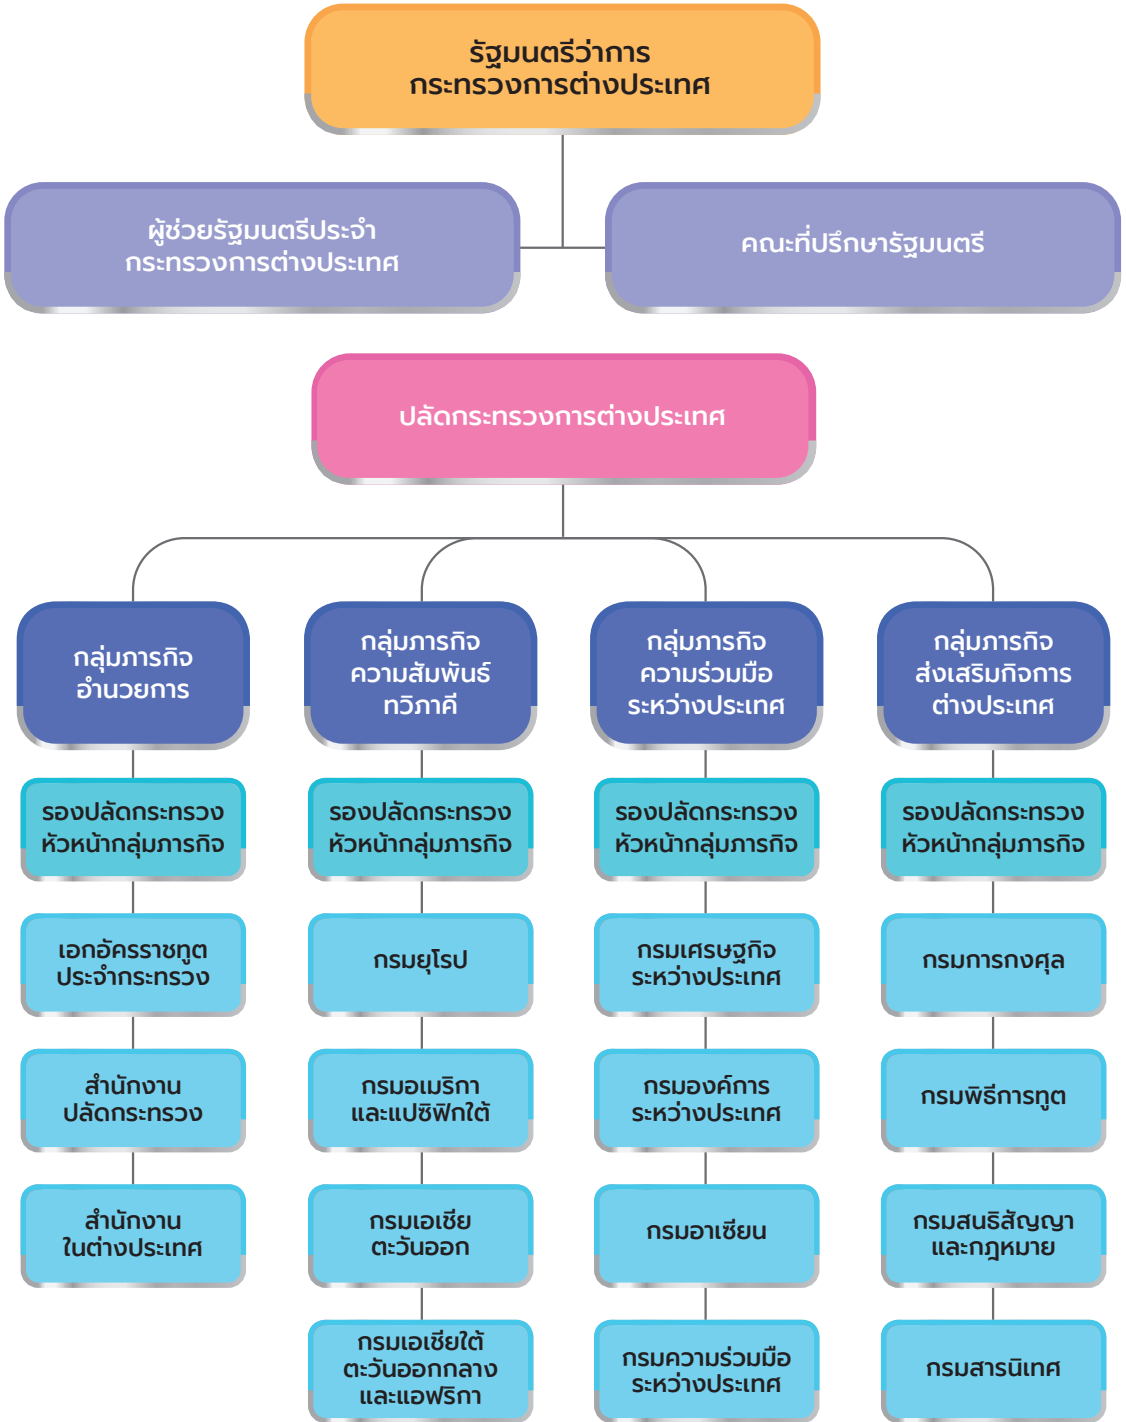 รัฐมนตรีว่าการ
กระทรวงการต่างประเทศ
ผู้ช่วยรัฐมนตรีประจำ
กระทรวงการต่างประเทศ
คณะที่ปรึกษารัฐมนตรี
ปลัดกระทรวงการต่างประเทศ
กลุ่มภารกิจ
อำนวยการ
รองปลัดกระทรวง
หัวหน้ากลุ่มภารกิจ
เอกอัครราชทูต
ประจำกระทรวง
สำนักงาน
ปลัดกระทรวง
สำนักงาน
ในต่างประเทศ
กลุ่มภารกิจ
ความสัมพันธ์
ทวิภาคี
รองปลัดกระทรวง
หัวหน้ากลุ่มภารกิจ
กรมยุโรป
กรมอเมริกา
และแปซิฟิกใต้
กรมเอเชีย
ตะวันออก
กรมเอเชียใต้
ตะวันออกกลาง
และแอฟริกา
กลุ่มภารกิจ
ความร่วมมือ
ระหว่างประเทศ
รองปลัดกระทรวง
หัวหน้ากลุ่มภารกิจ
กรมเศรษฐกิจ
ระหว่างประเทศ
กรมองค์การ
ระหว่างประเทศ
กรมอาเซียน
กรมความร่วมมือ
ระหว่างประเทศ
กลุ่มภารกิจ
ส่งเสริมกิจการ
ต่างประเทศ
รองปลัดกระทรวง
หัวหน้ากลุ่มภารกิจ
กรมการกงศุล
กรมพิธีการทูต
กรมสนธิสัญญา
และกฎหมาย
กรมสารนิเทศ